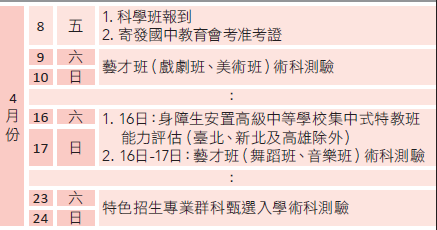 4月份
8 五 1. 科學班報到
2. 寄發國中教育會考准考證
9 六 藝才班（戲劇班、美術班）術科測驗
10 日
：
16 六 1. 16日：身障生安置高級中等學校集中式特教班
能力評估（臺北、新北及高雄除外）
17 日 2. 16日-17日：藝才班（舞蹈班、音樂班）術科測驗
：
23 六 特色招生專業群科甄選入學術科測驗
24 日